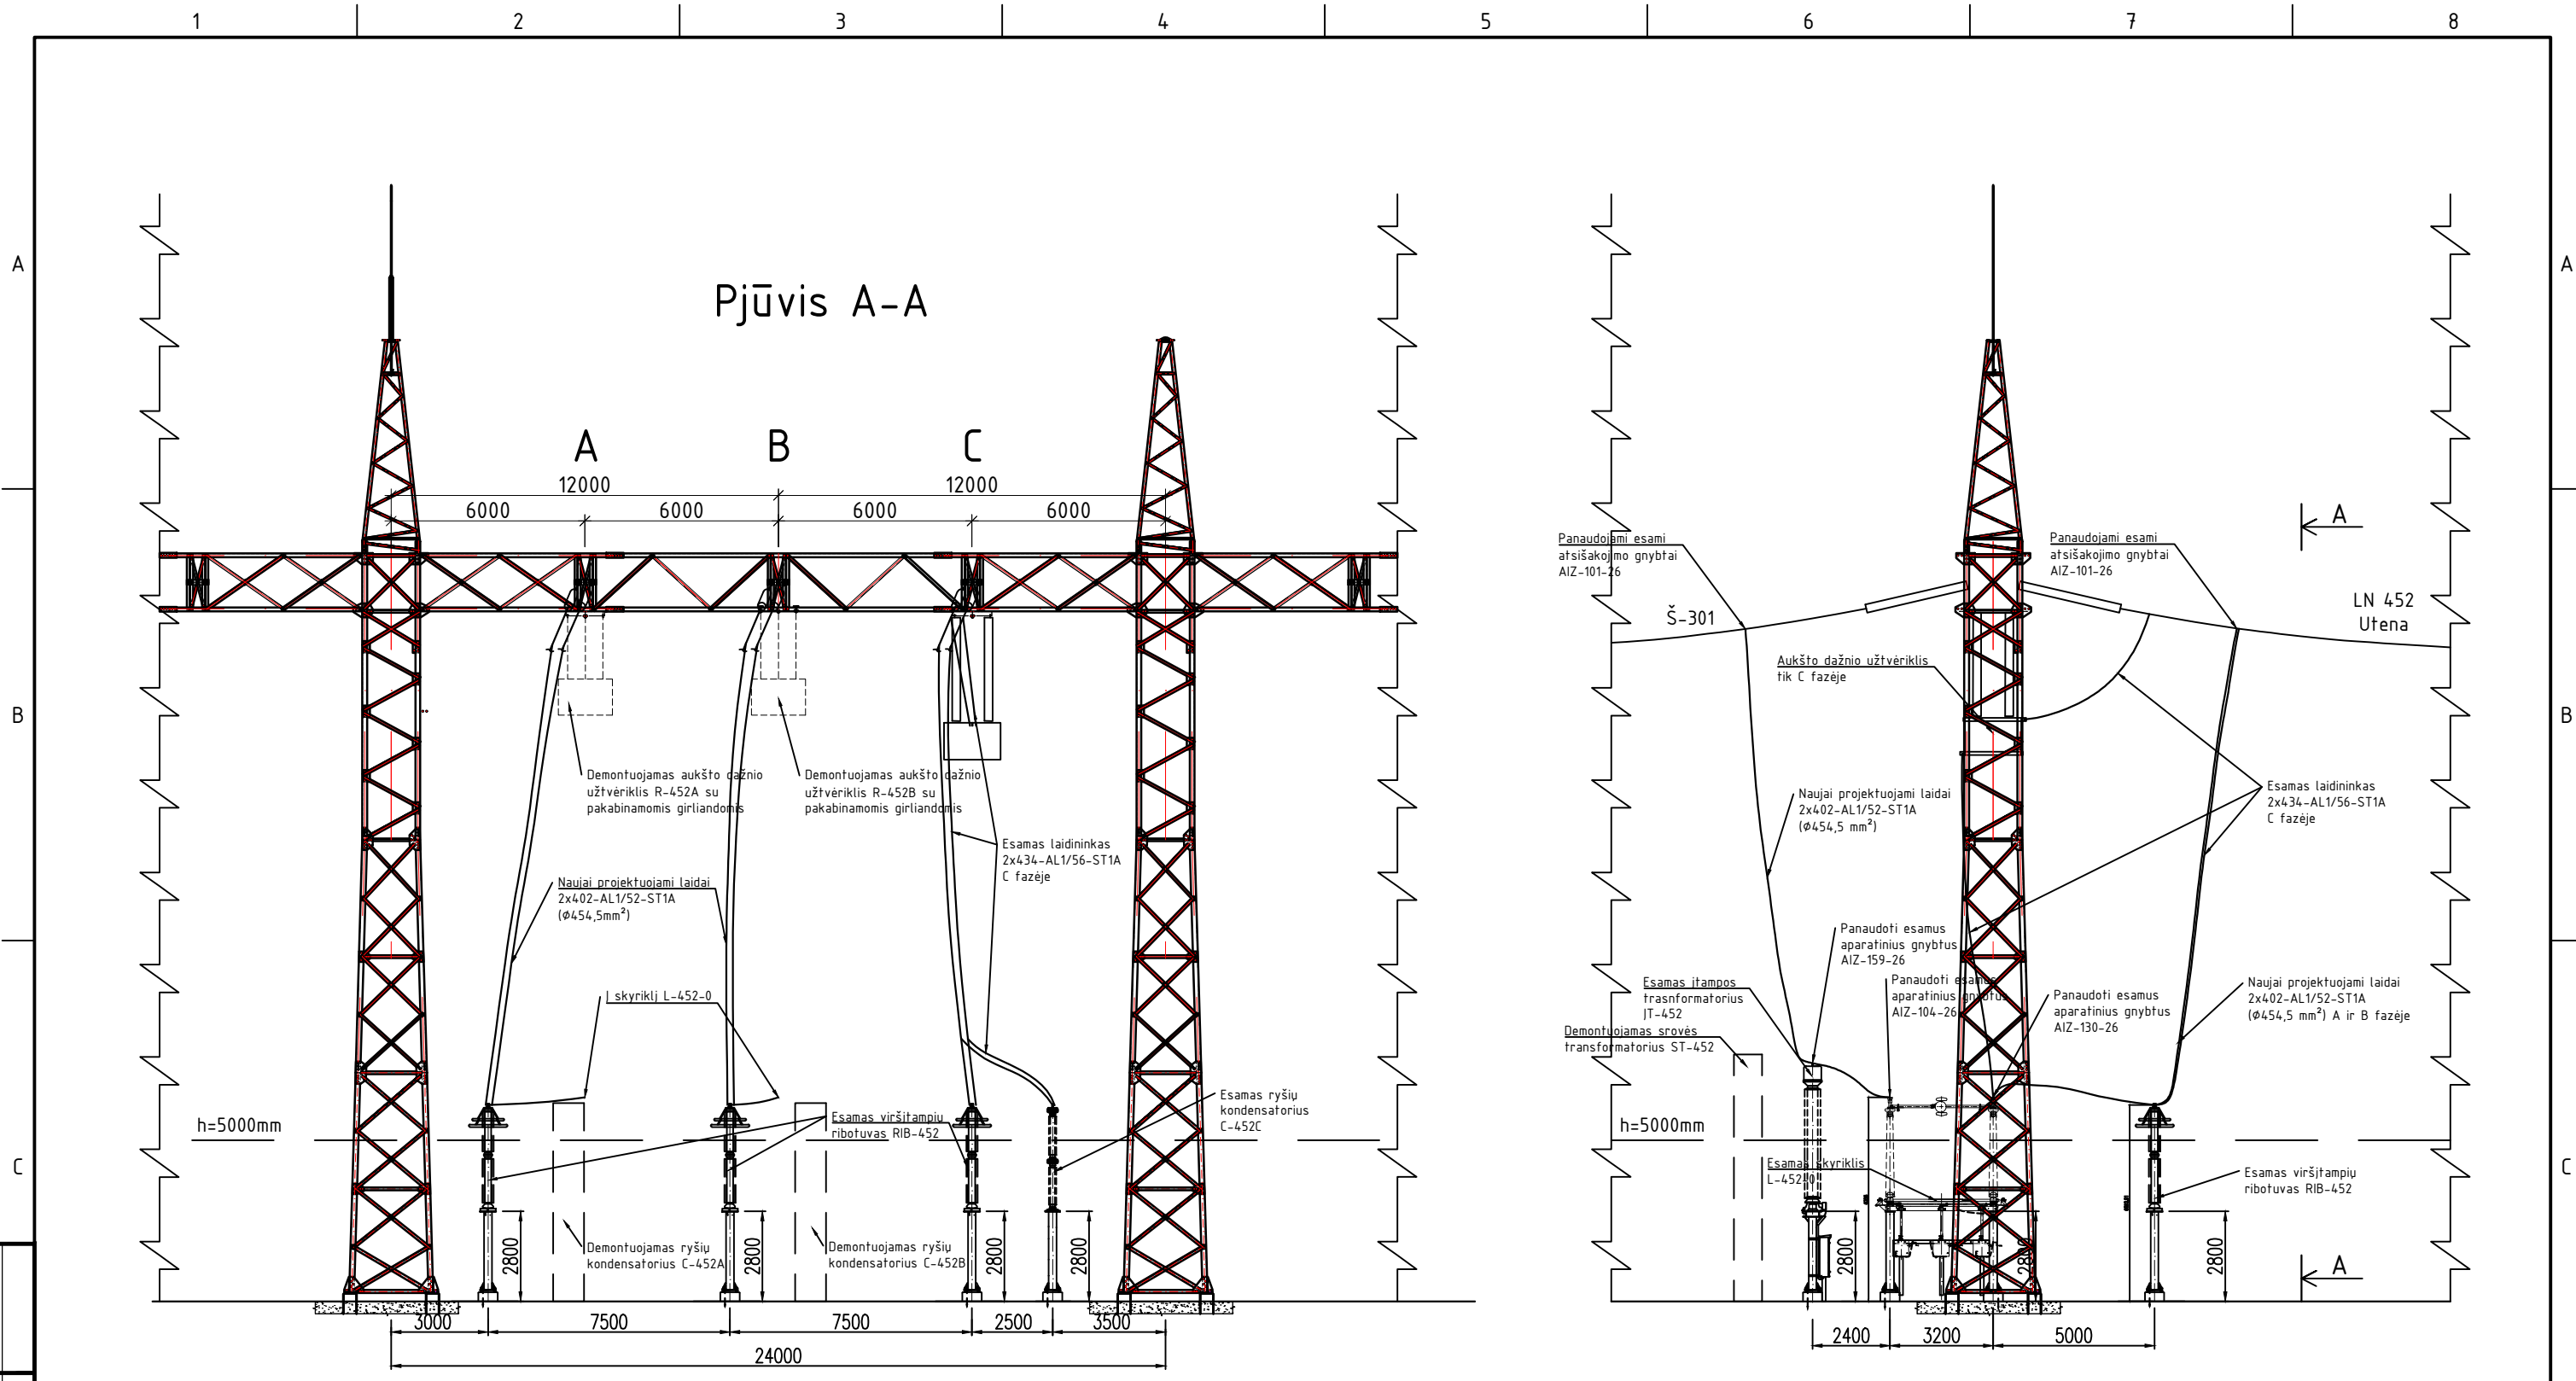 1 2 3 4 5 6 7 8
A
A
B
B
C
C
Pjūvis A-A
A B C
12000 12000
6000 6000 6000 6000
Demontuojamas aukšto dažnio
užtvėriklis R-452A su
pakabinamomis girliandomis
Demontuojamas aukšto dažnio
užtvėriklis R-452B su
pakabinamomis girliandomis
Esamas laidininkas
2x434-AL1/56-ST1A
C fazėje
Naujai projektuojami laidai
2x402-AL1/52-ST1A
(Ø454,5mm²)
Į skyriklį L-452-0
h=5000mm
Esamas viršįtampių
ribotuvas RIB-452
Esamas ryšių
kondensatorius
C-452C
Demontuojamas ryšių
kondensatorius C-452A
Demontuojamas ryšių
kondensatorius C-452B
2800 2800 2800 2800
3000 7500 7500 2500 3500
24000
Panaudojami esami
atsišakojimo gnybtai
AIZ-101-26
Panaudojami esami
atsišakojimo gnybtai
AIZ-101-26
A
Š-301
LN 452
Utena
Aukšto dažnio užtvėriklis
tik C fazėje
Naujai projektuojami laidai
2x402-AL1/52-ST1A
(Ø454,5 mm²)
Esamas laidininkas
2x434-AL1/56-ST1A
C fazėje
Panaudoti esamus
aparatinius gnybtus
AIZ-159-26
Esamas įtampos
trasnformatorius
ĮT-452
Panaudoti esamus
aparatinius gnybtus
AIZ-104-26
Panaudoti esamus
aparatinius gnybtus
AIZ-130-26
Naujai projektuojami laidai
2x402-AL1/52-ST1A
(Ø454,5 mm²) A ir B fazėje
Demontuojamas srovės
transformatorius ST-452
h=5000mm
Esamas skyriklis
L-452-0
Esamas viršįtampių
ribotuvas RIB-452
2800 2800 2800
A
2400 3200 5000